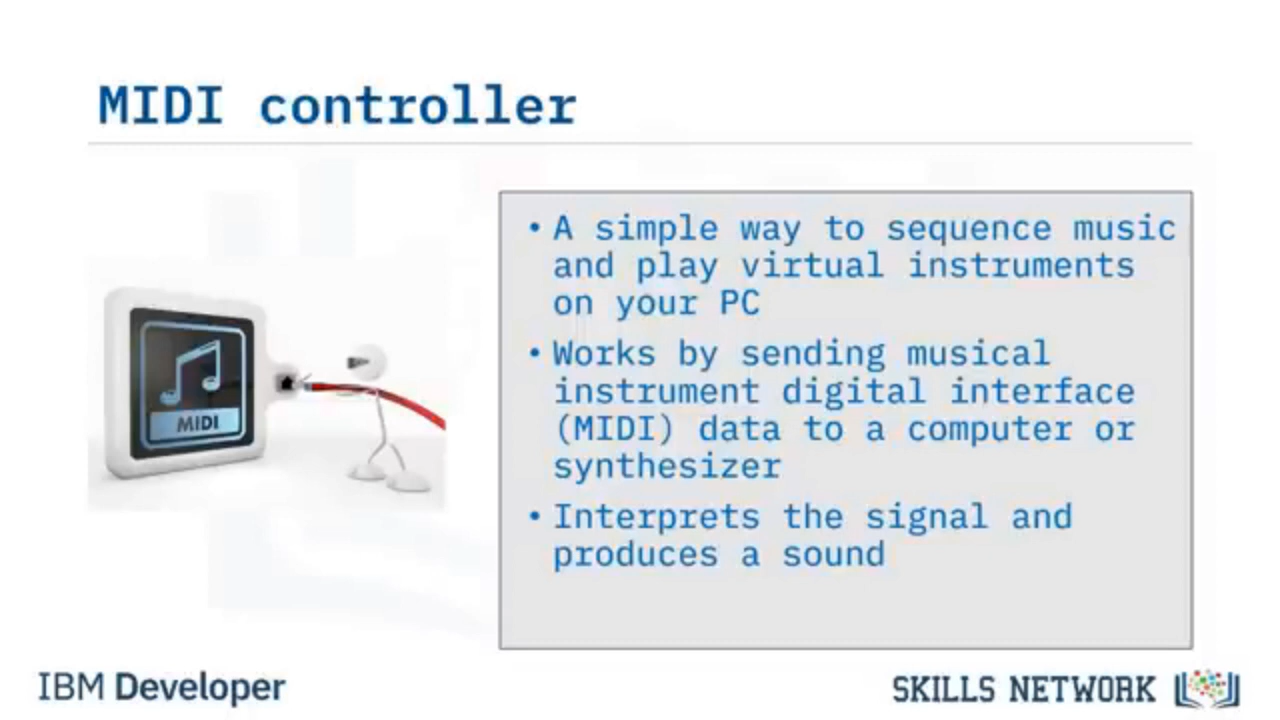 MIDI controller
• A simple way to sequence music
and play virtual instruments
on your PC
• Works by sending musical
instrument digital interface
(MIDI) data to a computer or
synthesizer
• Interprets the signal and
produces a sound
MIDI
IBM Developer
SKILLS NETWORK